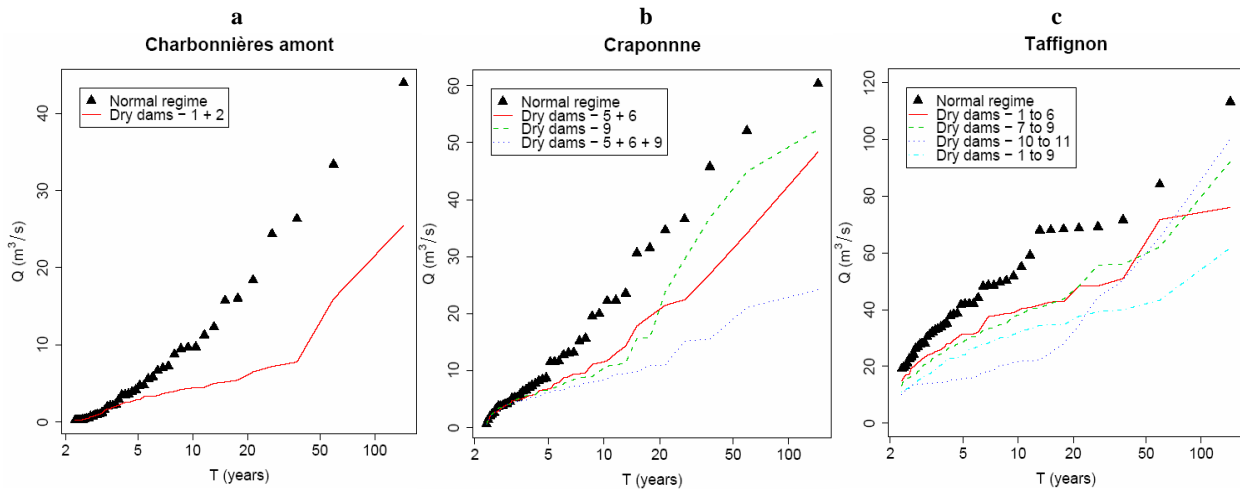 a
Charbonnières amont
Normal regime
Dry dams − 1 + 2
Q (m³/s)
0
10
20
30
40
2
5
10
20
50
100
T (years)
b
Craponnne
Normal regime
Dry dams − 5 + 6
Dry dams − 9
Dry dams − 5 + 6 + 9
Q (m³/s)
0
10
20
30
40
50
60
2
5
10
20
50
100
T (years)
c
Taffignon
Normal regime
Dry dams − 1 to 6
Dry dams − 7 to 9
Dry dams − 10 to 11
Dry dams − 1 to 9
Q (m³/s)
0
20
40
60
80
100
120
2
5
10
20
50
100
T (years)